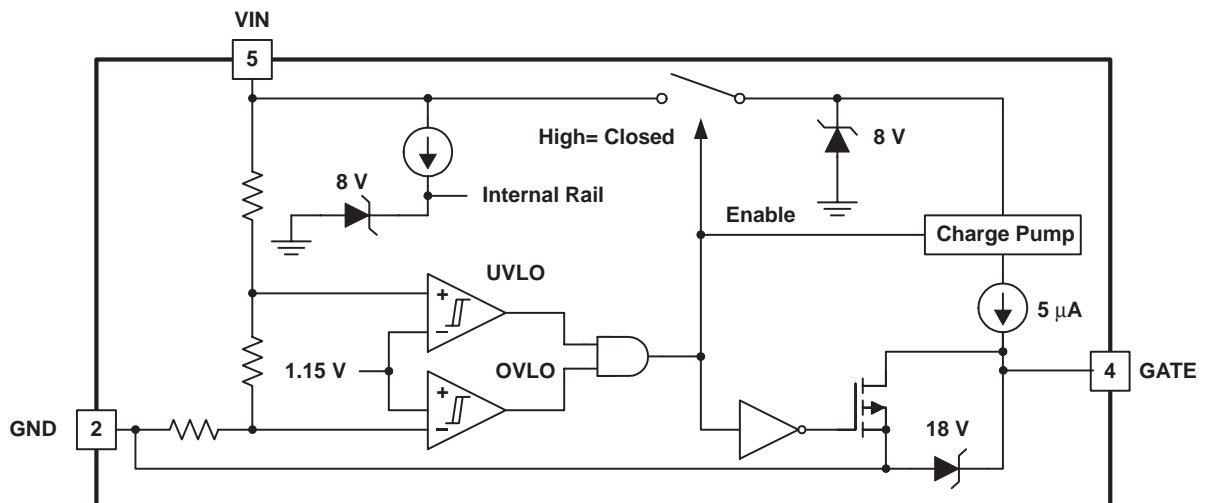 VIN
5
High= Closed
8 V
8 V
Internal Rail
Enable
Charge Pump
UVLO
+
−
5 μA
1.15 V
OVLO
4
GATE
+
−
GND
2
18 V